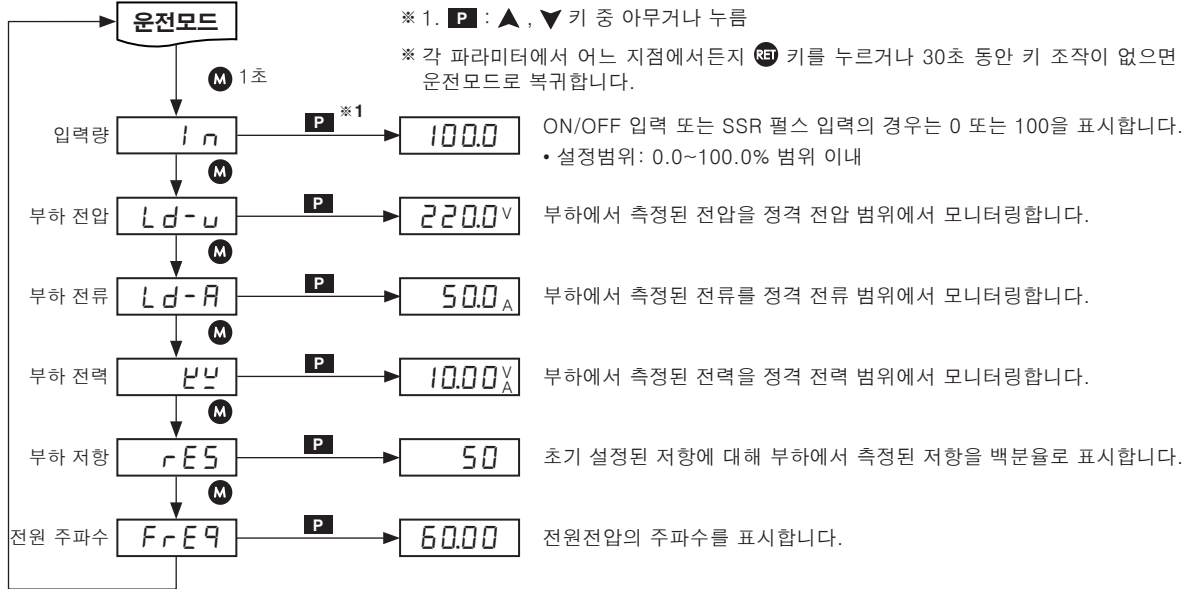 운전모드
※ 1. P : ▲ , ▼ 키 중 아무거나 누름
※ 각 파라미터에서 어느 지점에서든지 RET 키를 누르거나 30초 동안 키 조작이 없으면
운전모드로 복귀합니다.
M 1초
입력량 In P ※1 100.0 ON/OFF 입력 또는 SSR 펄스 입력의 경우는 0 또는 100을 표시합니다.
• 설정범위: 0.0~100.0% 범위 이내
M
부하 전압 Ld-v P 220.0 V 부하에서 측정된 전압을 정격 전압 범위에서 모니터링합니다.
M
부하 전류 Ld-A P 50.0 A 부하에서 측정된 전류를 정격 전류 범위에서 모니터링합니다.
M
부하 전력 KW P 10.00 V A 부하에서 측정된 전력을 정격 전력 범위에서 모니터링합니다.
M
부하 저항 rES P 50 초기 설정된 저항에 대해 부하에서 측정된 저항을 백분율로 표시합니다.
M
전원 주파수 FrEq P 60.00 전원전압의 주파수를 표시합니다.